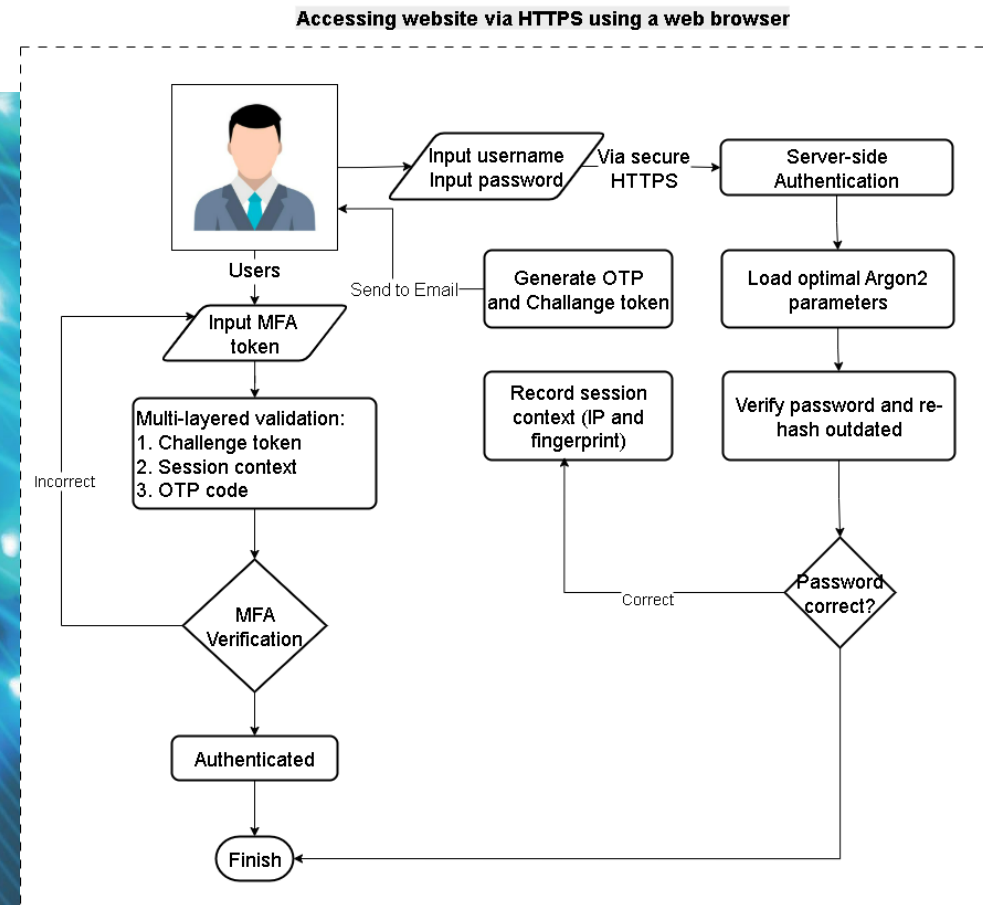 Accessing website via HTTPS using a web browser
Input username
Input password
Via secure
HTTPS
Server-side
Authentication
Users
Send to Email
Generate OTP
and Challange token
Load optimal Argon2
parameters
Input MFA
token
Record session
context (IP and
fingerprint)
Verify password and re-
hash outdated
Multi-layered validation:
1. Challenge token
2. Session context
3. OTP code
Incorrect
Password
correct?
Correct
MFA
Verification
Authenticated
Finish